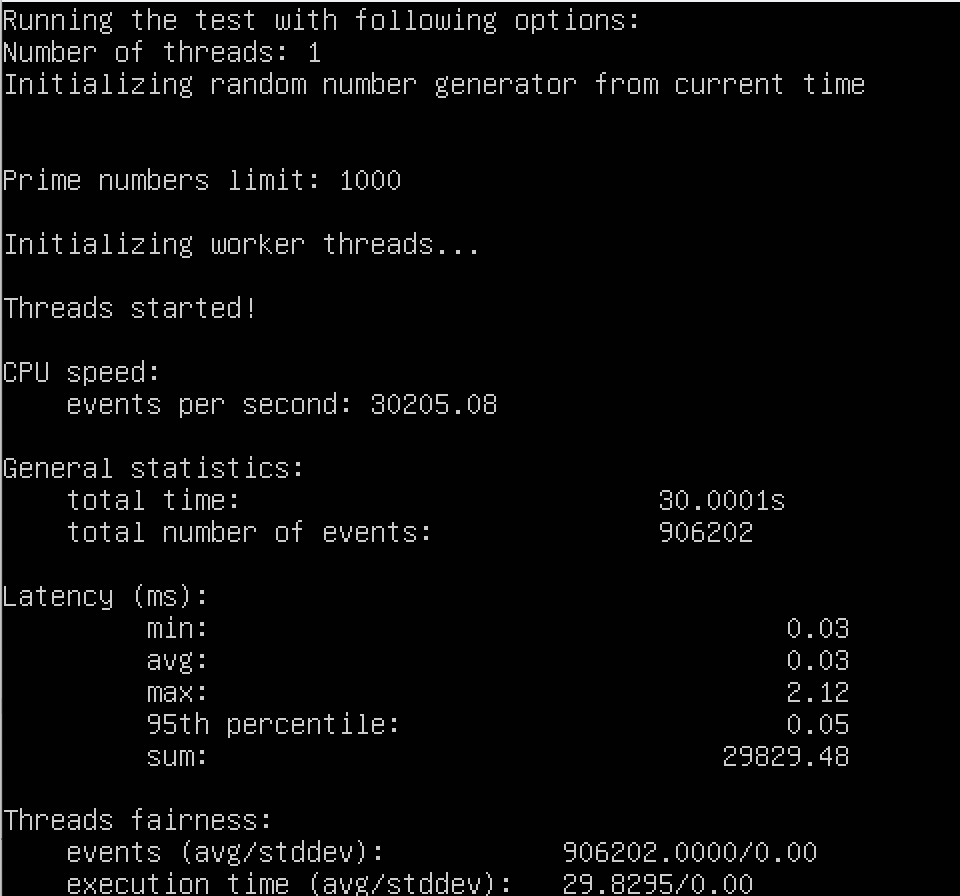 Running the test with following options:
Number of threads: 1
Initializing random number generator from current time
Prime numbers limit: 1000
Initializing worker threads...
Threads started!
CPU speed:
events per second: 30205.08
General statistics:
total time: 30.0001s
total number of events: 906202
Latency (ms):
min: 0.03
avg: 0.03
max: 2.12
95th percentile: 0.05
sum: 29829.48
Threads fairness:
events (avg/stddev): 906202.0000/0.00
execution time (avg/stddev): 29.8295/0.00